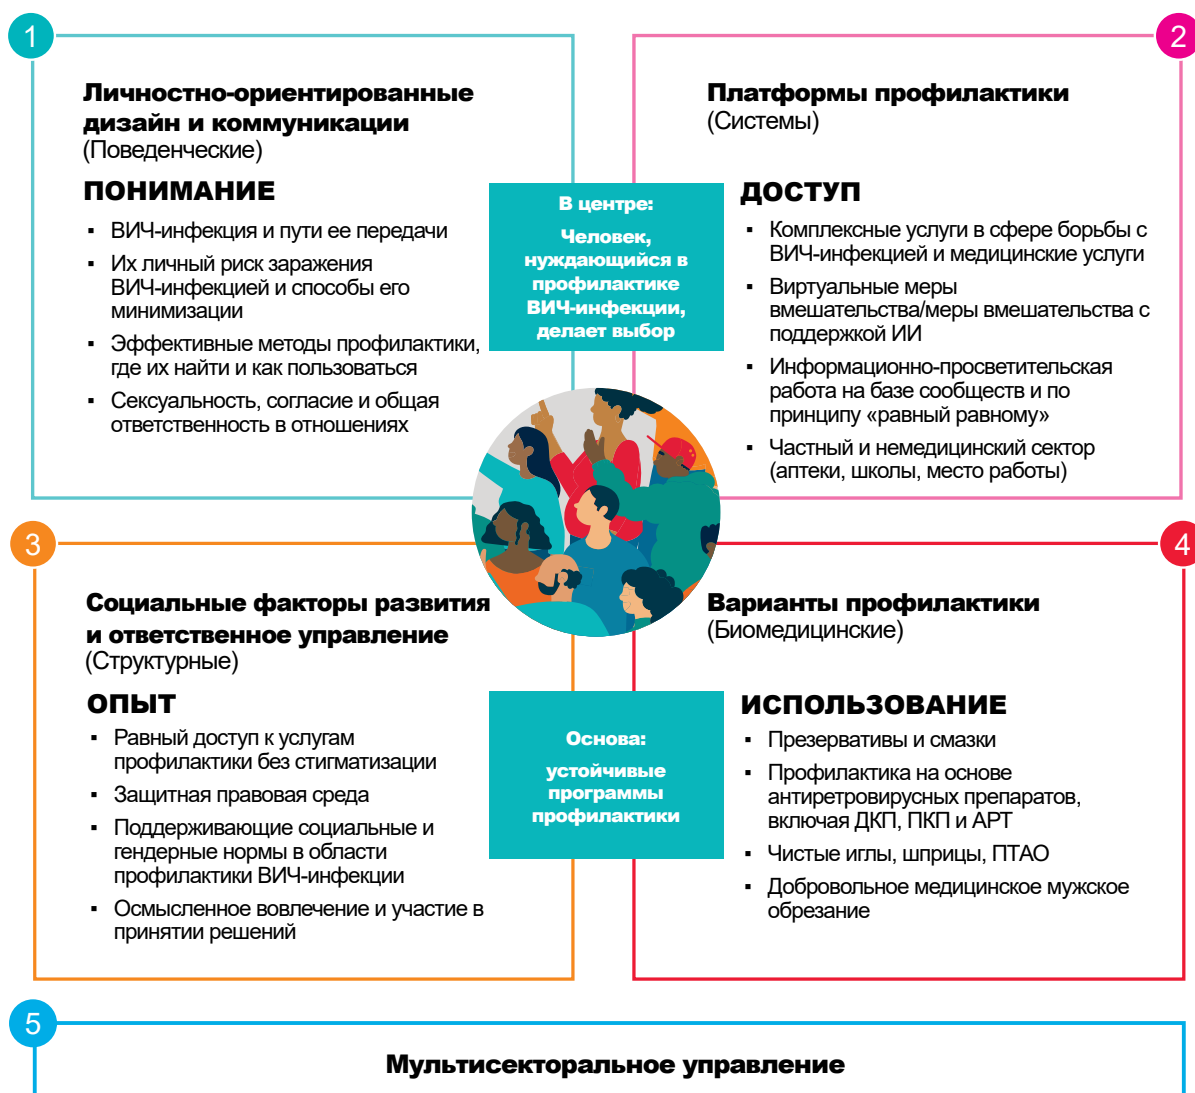 1
Личностно-ориентированные
дизайн и коммуникации
(Поведенческие)
ПОНИМАНИЕ
▪ ВИЧ-инфекция и пути ее передачи
▪ Их личный риск заражения
ВИЧ-инфекцией и способы его
минимизации
▪ Эффективные методы профилактики,
где их найти и как пользоваться
▪ Сексуальность, согласие и общая
ответственность в отношениях
2
Платформы профилактики
(Системы)
ДОСТУП
▪ Комплексные услуги в сфере борьбы с
ВИЧ-инфекцией и медицинские услуги
▪ Виртуальные меры
вмешательства/меры вмешательства с
поддержкой ИИ
▪ Информационно-просветительская
работа на базе сообществ и по
принципу «равный равному»
▪ Частный и немедицинский сектор
(аптеки, школы, место работы)
В центре:
Человек,
нуждающийся в
профилактике
ВИЧ-инфекции,
делает выбор
3
Социальные факторы развития
и ответственное управление
(Структурные)
ОПЫТ
▪ Равный доступ к услугам
профилактики без стигматизации
▪ Защитная правовая среда
▪ Поддерживающие социальные и
гендерные нормы в области
профилактики ВИЧ-инфекции
▪ Осмысленное вовлечение и участие в
принятии решений
4
Варианты профилактики
(Биомедицинские)
ИСПОЛЬЗОВАНИЕ
▪ Презервативы и смазки
▪ Профилактика на основе
антиретровирусных препаратов,
включая ДКП, ПКП и АРТ
▪ Чистые иглы, шприцы, ПТАО
▪ Добровольное медицинское мужское
обрезание
Основа:
устойчивые
программы
профилактики
5
Мультисекторальное управление